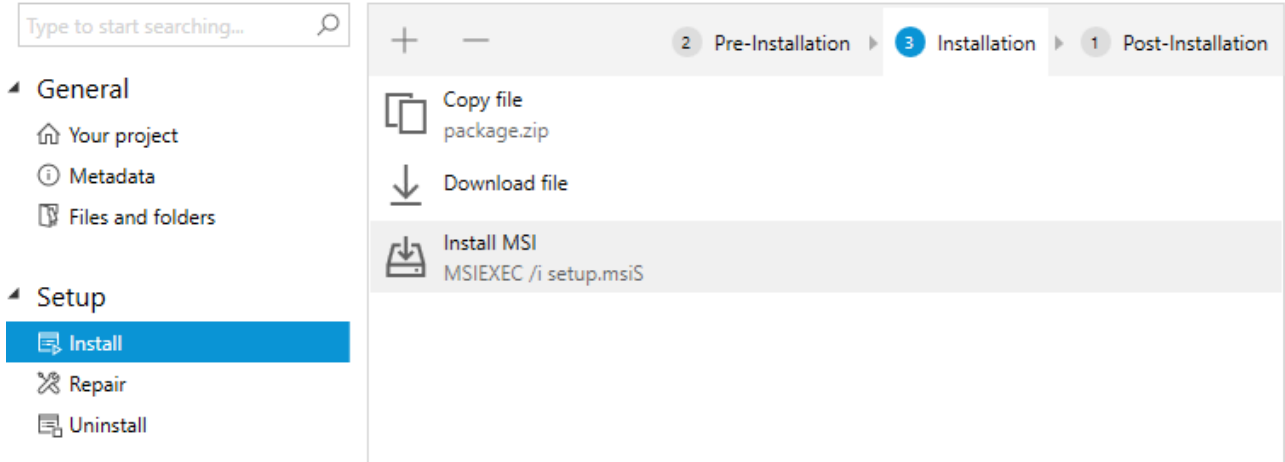 Type to start searching...
General
Your project
Metadata
Files and folders
Setup
Install
Repair
Uninstall
2 Pre-Installation 3 Installation 1 Post-Installation
Copy file
package.zip
Download file
Install MSI
MSIEXEC /i setup.msiS